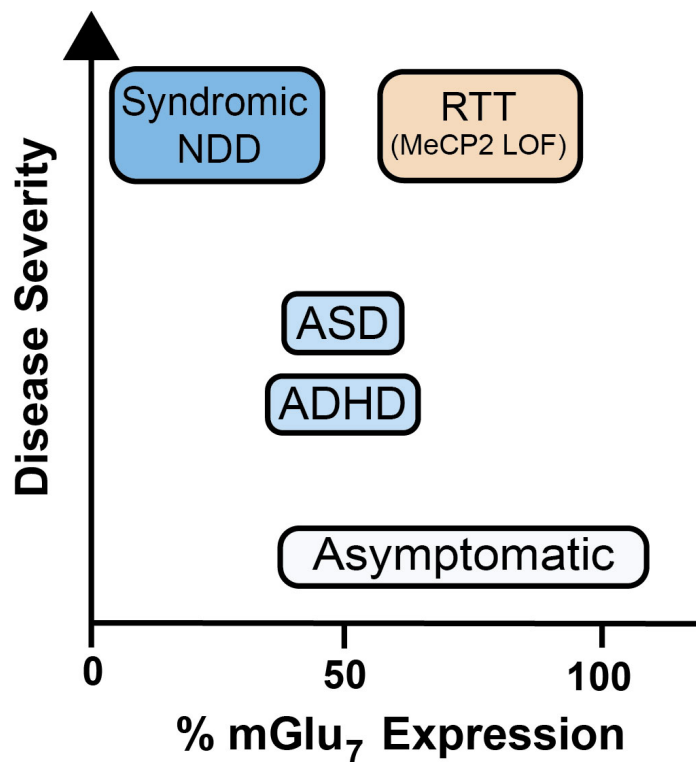 Disease Severity
Syndromic
NDD
RTT
(MeCP2 LOF)
ASD
ADHD
Asymptomatic
0
50
100
% mGlu₇ Expression